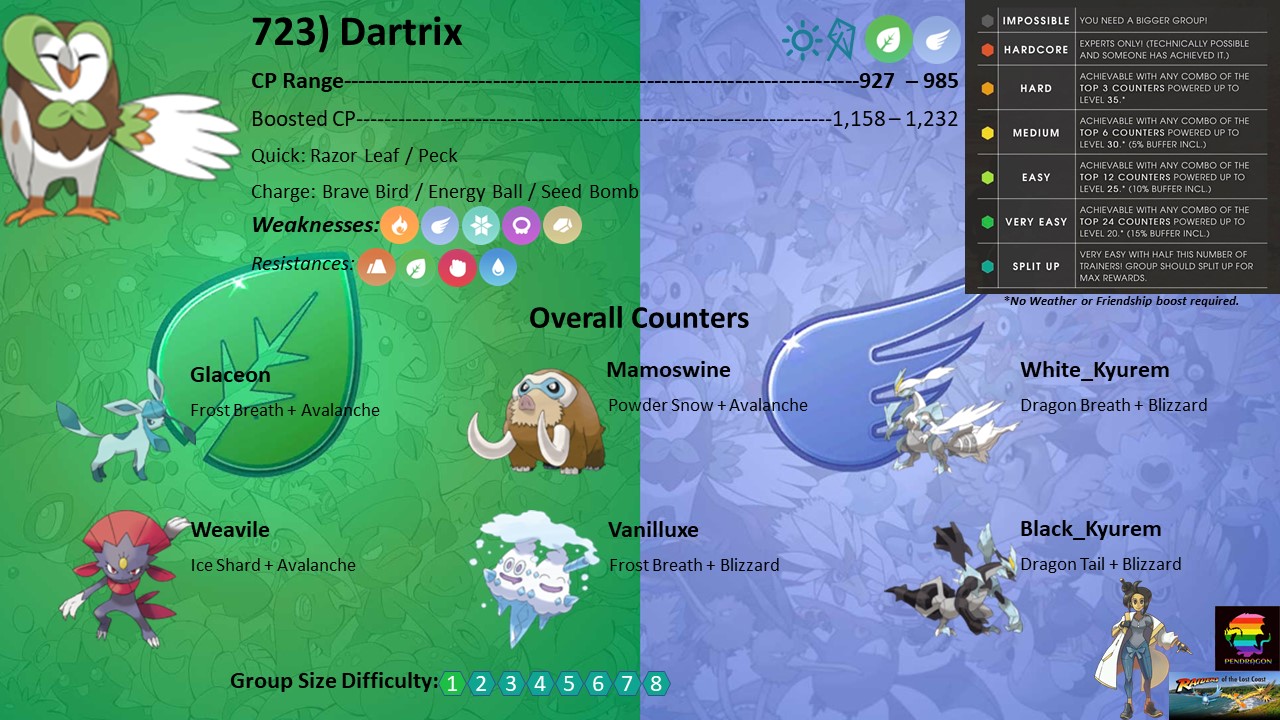 723) Dartrix
CP Range----------------------------------------------------------------------------927 – 985
Boosted CP----------------------------------------------------------------------------1,158 – 1,232
Quick: Razor Leaf / Peck
Charge: Brave Bird / Energy Ball / Seed Bomb
Weaknesses:
Resistances:
IMPOSSIBLE YOU NEED A BIGGER GROUP!
HARDCORE EXPERTS ONLY! (TECHNICALLY POSSIBLE
AND SOMEONE HAS ACHIEVED IT.)
HARD ACHIEVABLE WITH ANY COMBO OF THE
TOP 3 COUNTERS POWERED UP TO
LEVEL 35.*
MEDIUM ACHIEVABLE WITH ANY COMBO OF THE
TOP 6 COUNTERS POWERED UP TO
LEVEL 30.* (5% BUFFER INCL.)
EASY ACHIEVABLE WITH ANY COMBO OF THE
TOP 12 COUNTERS POWERED UP TO
LEVEL 25.* (10% BUFFER INCL.)
VERY EASY ACHIEVABLE WITH ANY COMBO OF THE
TOP 24 COUNTERS POWERED UP TO
LEVEL 20.* (15% BUFFER INCL.)
SPLIT UP VERY EASY WITH HALF THIS NUMBER OF
TRAINERS! GROUP SHOULD SPLIT UP FOR
MAX REWARDS.
*No Weather or Friendship boost required.
Overall Counters
Glaceon
Frost Breath + Avalanche
Mamoswine
Powder Snow + Avalanche
White_Kyurem
Dragon Breath + Blizzard
Weavile
Ice Shard + Avalanche
Vanilluxe
Frost Breath + Blizzard
Black_Kyurem
Dragon Tail + Blizzard
Group Size Difficulty: 1 2 3 4 5 6 7 8
PENDRAGON
RAIDERS of the Lost Coast